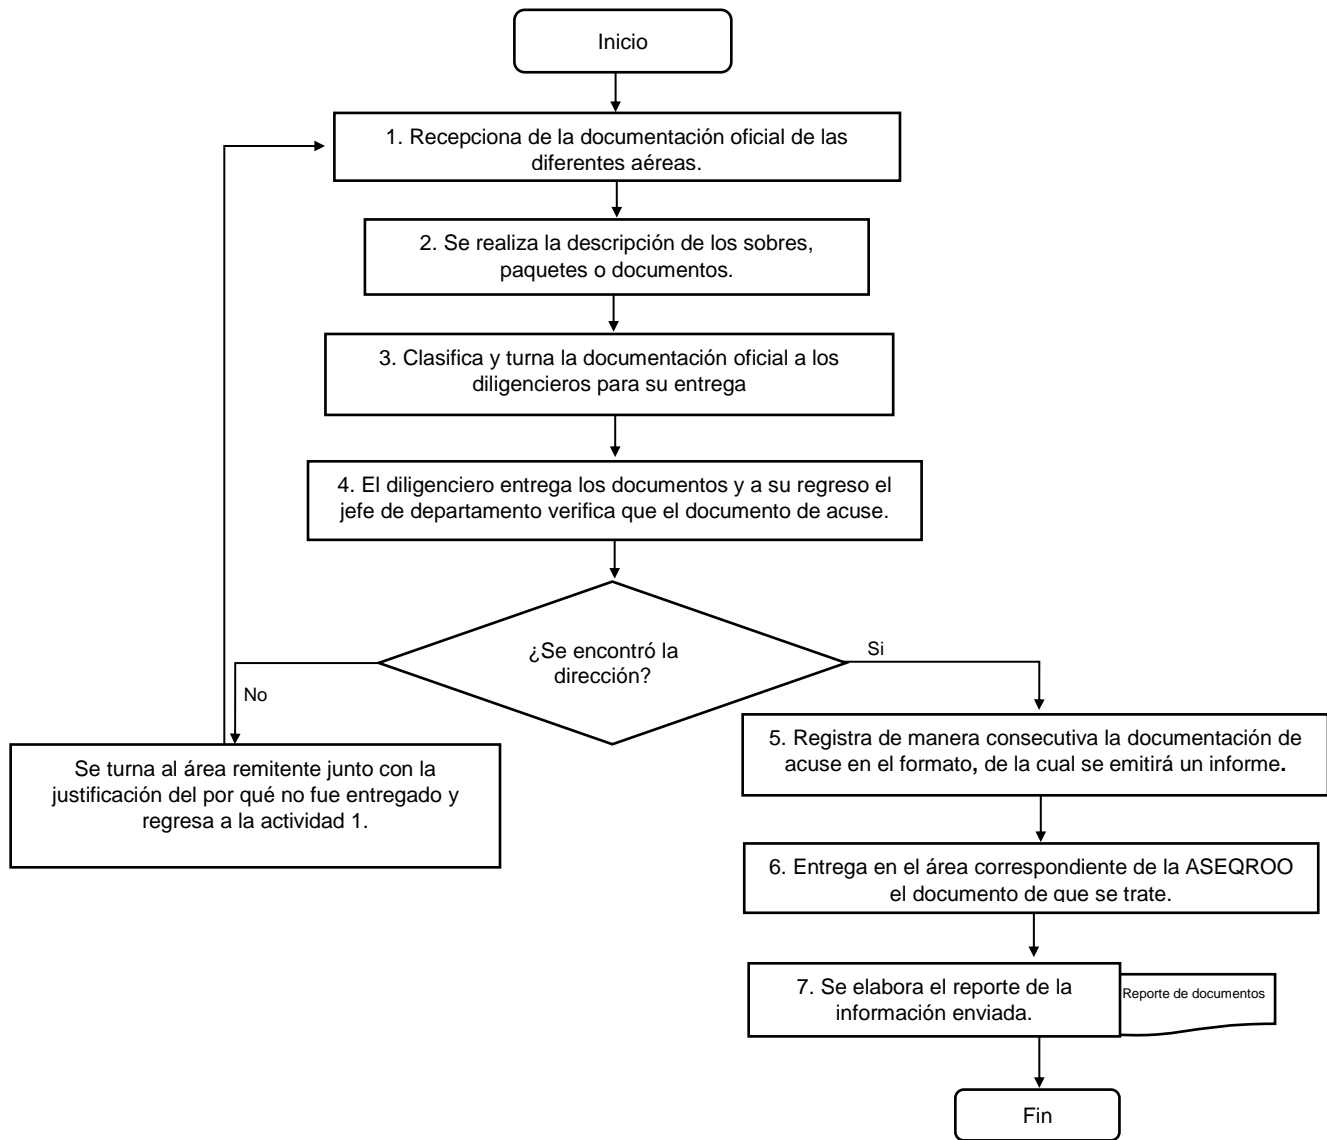 Inicio
1. Recepciona de la documentación oficial de las
diferentes aéreas.
2. Se realiza la descripción de los sobres,
paquetes o documentos.
3. Clasifica y turna la documentación oficial a los
diligencieros para su entrega
4. El diligenciero entrega los documentos y a su regreso el
jefe de departamento verifica que el documento de acuse.
¿Se encontró la
dirección?
No
Si
Se turna al área remitente junto con la
justificación del por qué no fue entregado y
regresa a la actividad 1.
5. Registra de manera consecutiva la documentación de
acuse en el formato, de la cual se emitirá un informe.
6. Entrega en el área correspondiente de la ASEQROO
el documento de que se trate.
7. Se elabora el reporte de la
información enviada.
Reporte de documentos
Fin